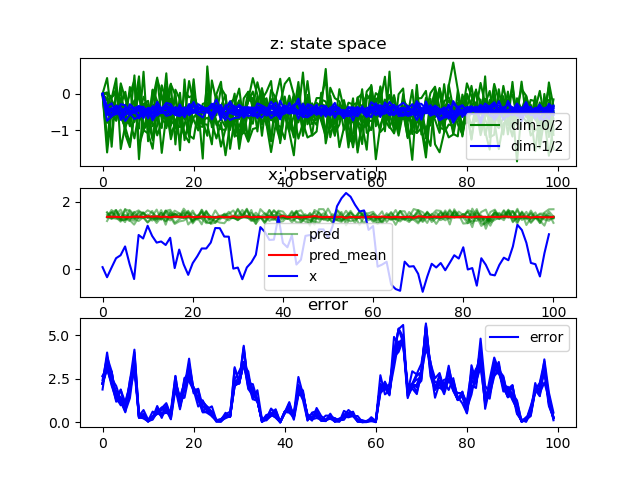 z: state space
0
−1
dim-0/2
dim-1/2
0 20 40 60 80 100
x: observation
2
0
pred
pred_mean
x
0 20 40 60 80 100
error
5.0
2.5
0.0
error
0 20 40 60 80 100